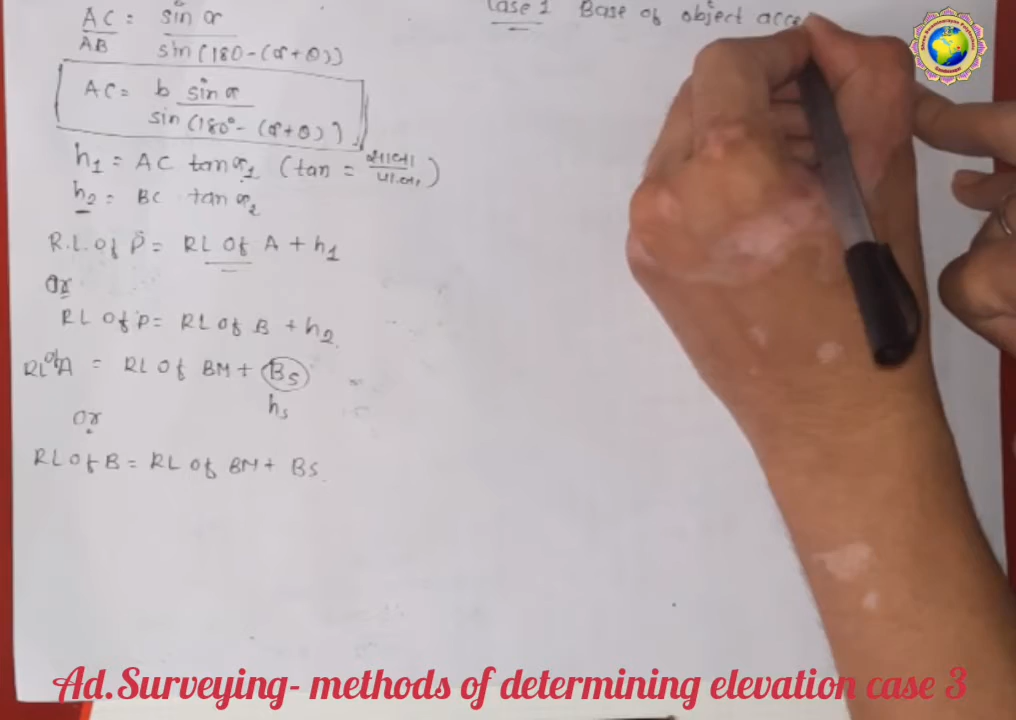 AC = sin α
AB sin (180 - (α + θ))
AC = b sin α
sin (180° - (α + θ))
h1 = AC tan α1 (tan = सा.बा. / पा.बा.)
h2 = BC tan α2
R.L. of P = RL of A + h1
or
RL of P = RL of B + h2
RL of A = RL of BM + BS
hs
or
RL of B = RL of BM + BS
Case 1 Base of object acce
Ad.Surveying- methods of determining elevation case 3